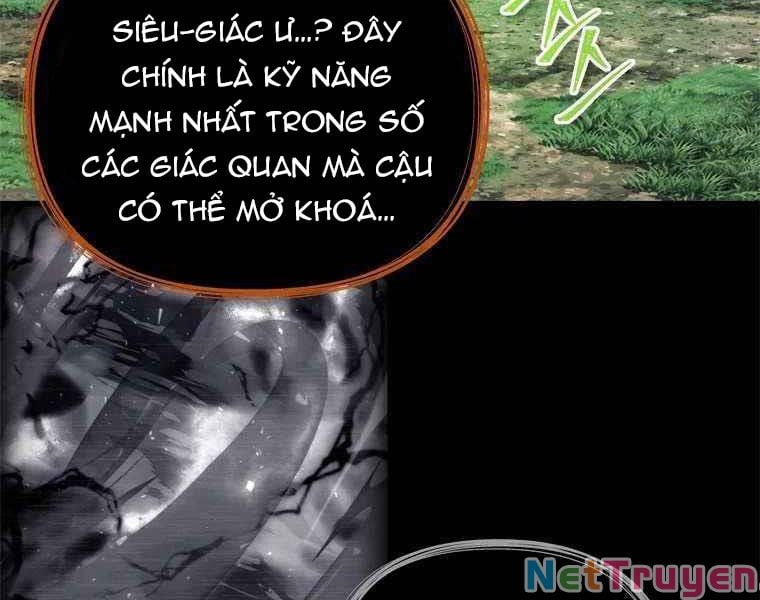 SIÊU-GIÁC Ư...? ĐÂY
CHÍNH LÀ KỸ NĂNG
MẠNH NHẤT TRONG SỐ
CÁC GIÁC QUAN MÀ CẬU
CÓ THỂ MỞ KHOÁ...
NetTruyen